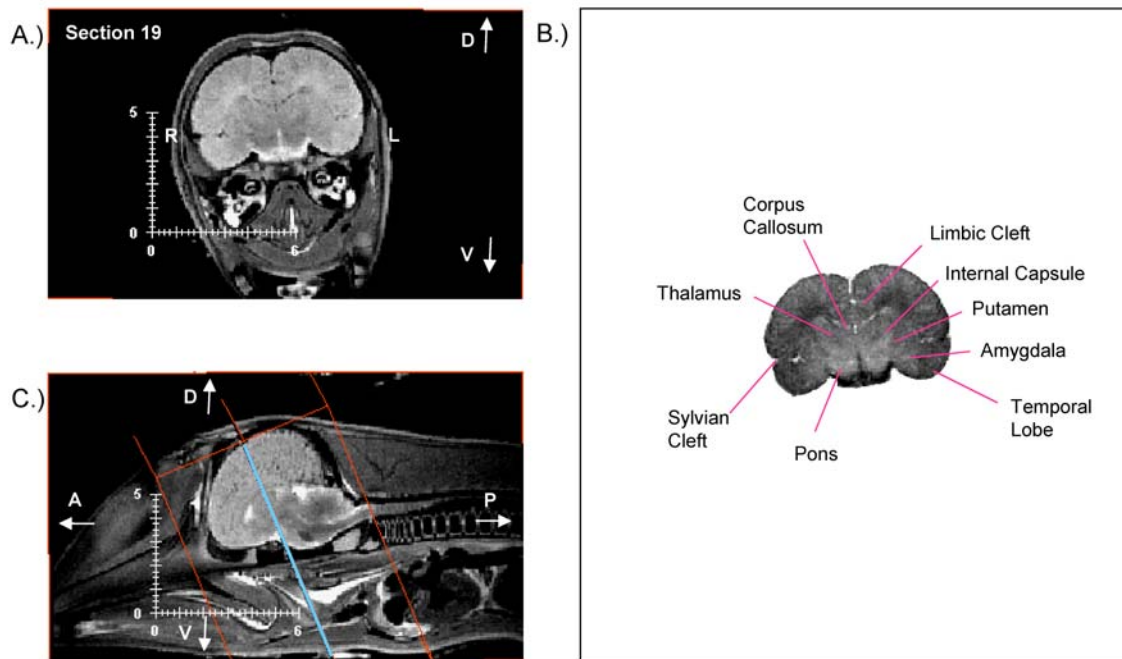 A.)
Section 19
D
5
R
L
0
0
6
V
B.)
Corpus
Callosum
Limbic Cleft
Internal Capsule
Thalamus
Putamen
Amygdala
Sylvian
Cleft
Temporal
Lobe
Pons
C.)
D
A
5
P
0
0
V
6